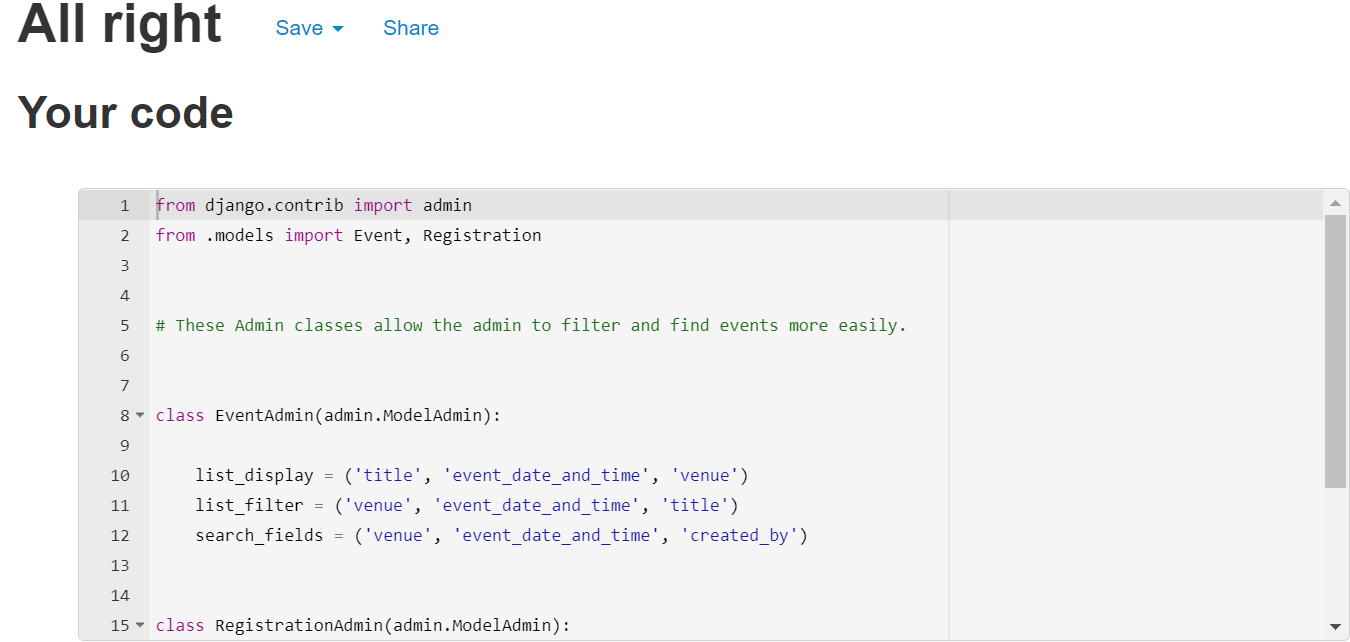 All right Save Share
Your code
1 from django.contrib import admin
2 from .models import Event, Registration
3
4
5 # These Admin classes allow the admin to filter and find events more easily.
6
7
8 class EventAdmin(admin.ModelAdmin):
9
10     list_display = ('title', 'event_date_and_time', 'venue')
11     list_filter = ('venue', 'event_date_and_time', 'title')
12     search_fields = ('venue', 'event_date_and_time', 'created_by')
13
14
15 class RegistrationAdmin(admin.ModelAdmin):